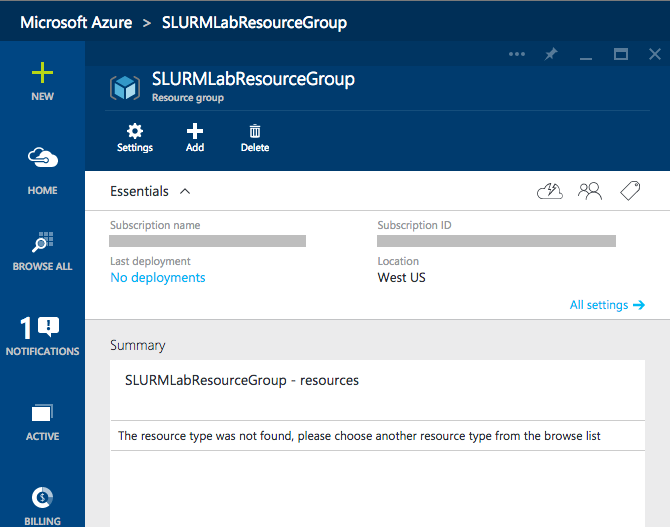 Microsoft Azure > SLURMLabResourceGroup
NEW
HOME
BROWSE ALL
1
NOTIFICATIONS
ACTIVE
BILLING
SLURMLabResourceGroup
Resource group
Settings Add Delete
Essentials
Subscription name Subscription ID
Last deployment Location
No deployments West US
All settings →
Summary
SLURMLabResourceGroup - resources
The resource type was not found, please choose another resource type from the browse list